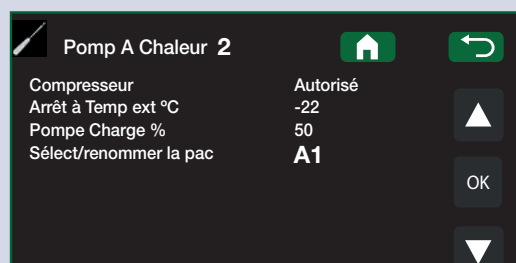 Pomp A Chaleur 2
Compresseur Autorisé
Arrêt à Temp ext ºC -22
Pompe Charge % 50
Sélect/renommer la pac A1
OK